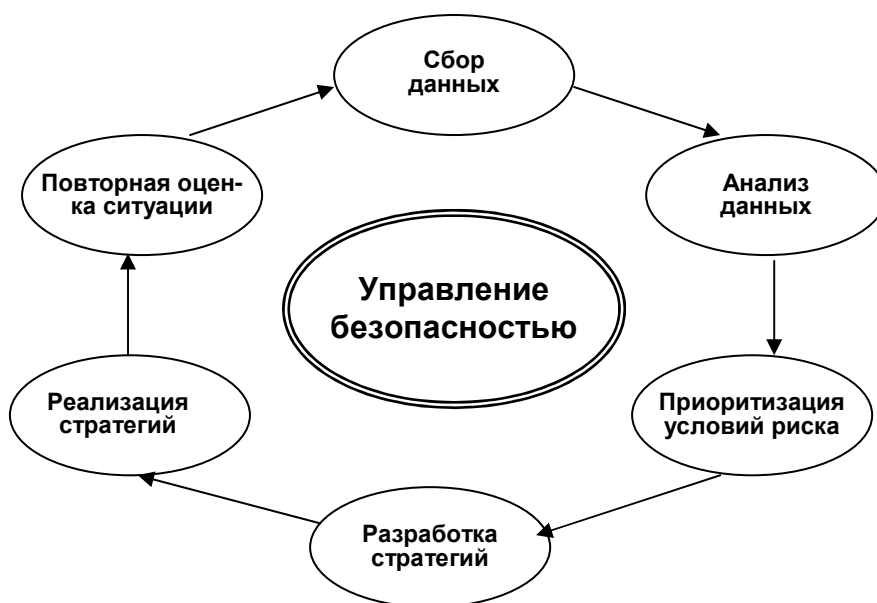 Сбор
данных
Анализ
данных
Приоритизация
условий риска
Разработка
стратегий
Реализация
стратегий
Повторная оцен-
ка ситуации
Управление
безопасностью